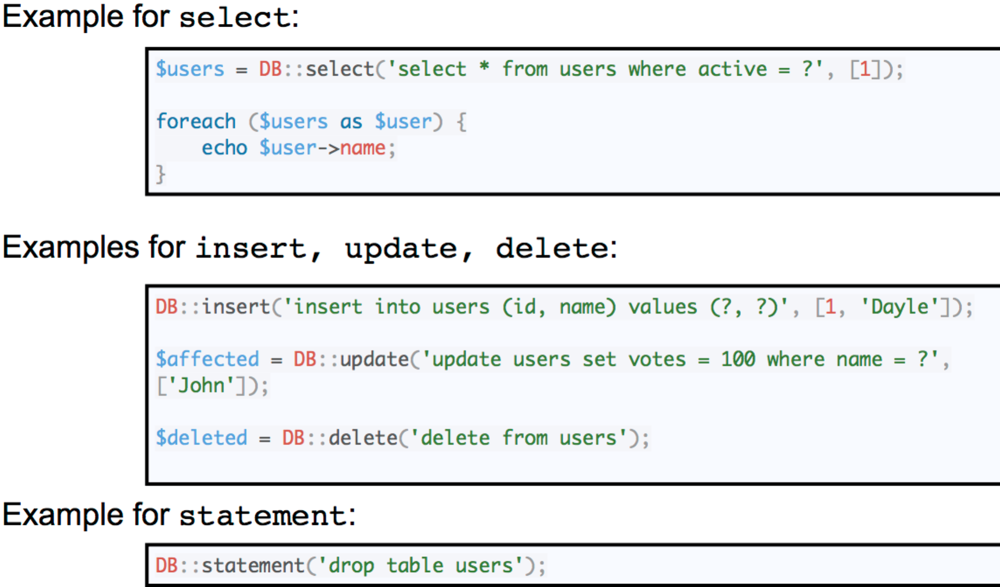 Example for select:
$users = DB::select('select * from users where active = ?', [1]);
foreach ($users as $user) {
    echo $user->name;
}
Examples for insert, update, delete:
DB::insert('insert into users (id, name) values (?, ?)', [1, 'Dayle']);
$affected = DB::update('update users set votes = 100 where name = ?',
['John']);
$deleted = DB::delete('delete from users');
Example for statement:
DB::statement('drop table users');